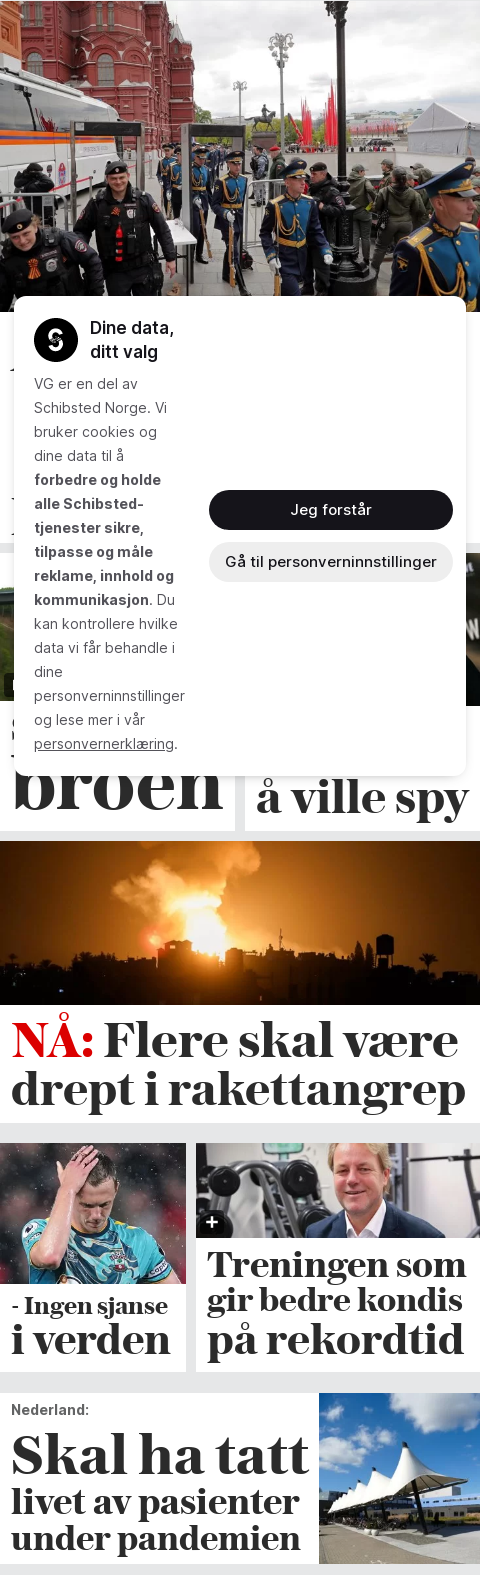 Dine data,
ditt valg
VG er en del av
Schibsted Norge. Vi
bruker cookies og
dine data til å
forbedre og holde
alle Schibsted-
tjenester sikre,
tilpasse og måle
reklame, innhold og
kommunikasjon. Du
kan kontrollere hvilke
data vi får behandle i
dine
personverninnstillinger
og lese mer i vår
personvernerklæring.
Jeg forstår
Gå til personverninnstillinger
broen
å ville spy
NÅ: Flere skal være
drept i rakettangrep
- Ingen sjanse
i verden
+
Treningen som
gir bedre kondis
på rekordtid
Nederland:
Skal ha tatt
livet av pasienter
under pandemien